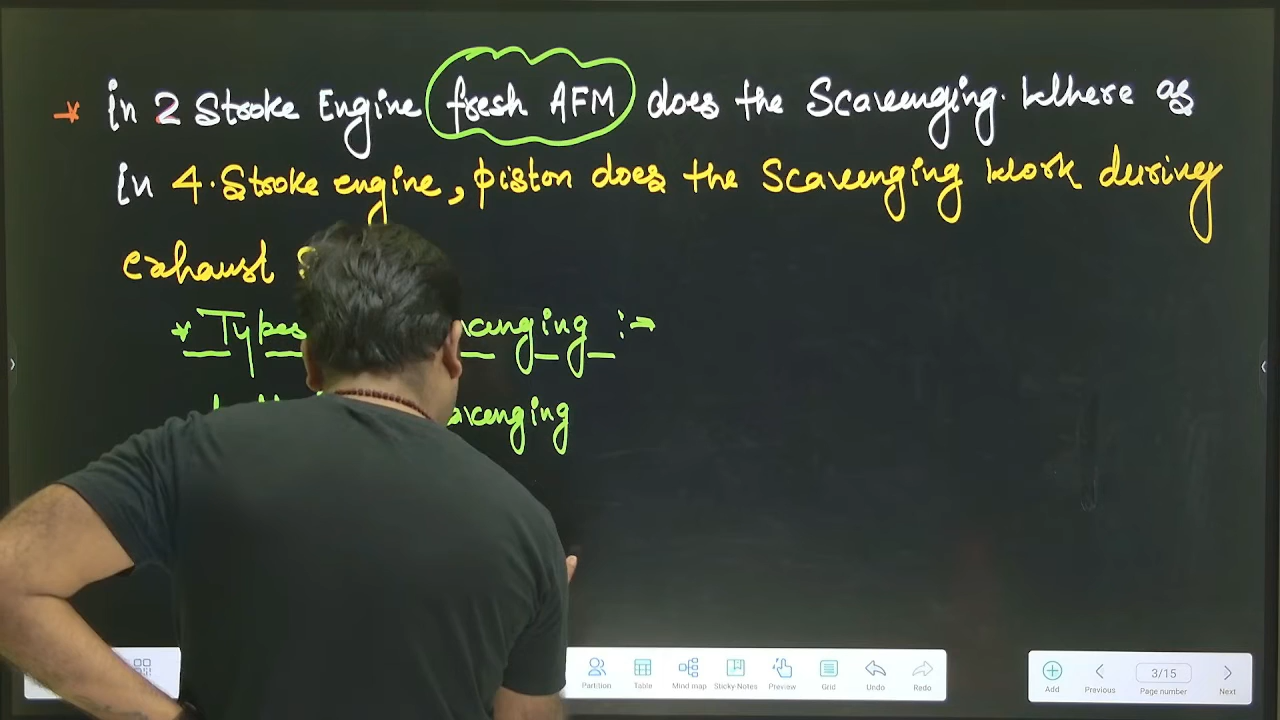 * In 2 Stroke Engine fresh AFM does the Scavenging. Where as
in 4. Stroke engine, piston does the Scavenging work during
exhaust
* Types :→
Partition Table Mind map Sticky-Notes Preview Grid Undo Redo
Add Previous 3/15 Page number Next